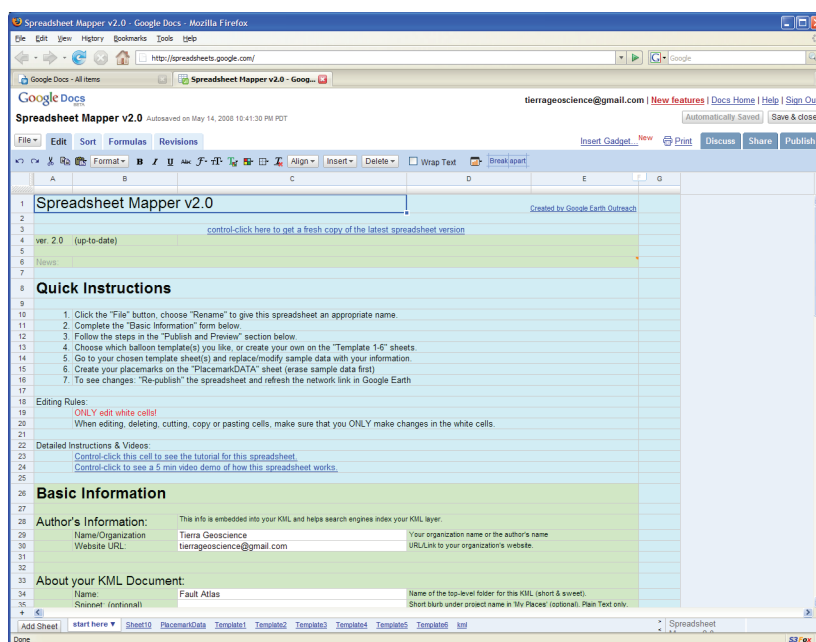 Spreadsheet Mapper v2.0 - Google Docs - Mozilla Firefox
File Edit View History Bookmarks Tools Help
http://spreadsheets.google.com/ Google
Google Docs - All items Spreadsheet Mapper v2.0 - Goog...
Google Docs BETA tierrageoscience@gmail.com | New features | Docs Home | Help | Sign Ou
Spreadsheet Mapper v2.0 Autosaved on May 14, 2008 10:41:30 PM PDT Automatically Saved Save & close
File Edit Sort Formulas Revisions Insert Gadget... New Print Discuss Share Publish
Format B I U Abc Align Insert Delete Wrap Text Break apart
A B C D E F G
1 Spreadsheet Mapper v2.0 Created by Google Earth Outreach
2
3 control-click here to get a fresh copy of the latest spreadsheet version
4 ver. 2.0 (up-to-date)
5
6 News:
7
8 Quick Instructions
9
10 1. Click the "File" button, choose "Rename" to give this spreadsheet an appropriate name.
11 2. Complete the "Basic Information" form below.
12 3. Follow the steps in the "Publish and Preview" section below.
13 4. Choose which balloon template(s) you like, or create your own on the "Template 1-6" sheets.
14 5. Go to your chosen template sheet(s) and replace/modify sample data with your information.
15 6. Create your placemarks on the "PlacemarkDATA" sheet (erase sample data first)
16 7. To see changes: "Re-publish" the spreadsheet and refresh the network link in Google Earth
17
18 Editing Rules:
19 ONLY edit white cells!
20 When editing, deleting, cutting, copy or pasting cells, make sure that you ONLY make changes in the white cells.
21
22 Detailed Instructions & Videos:
23 Control-click this cell to see the tutorial for this spreadsheet.
24 Control-click to see a 5 min video demo of how this spreadsheet works.
25
26 Basic Information
27
28 Author's Information: This info is embedded into your KML and helps search engines index your KML layer.
29 Name/Organization Tierra Geoscience Your organization name or the author's name
30 Website URL: tierrageoscience@gmail.com URL/Link to your organization's website.
31
32
33 About your KML Document:
34 Name: Fault Atlas Name of the top-level folder for this KML (short & sweet).
35 Snippet: (optional) Short blurb under project name in 'My Places' (optional). Plain Text only.
Add Sheet start here Sheet10 PlacemarkData Template1 Template2 Template3 Template4 Template5 Template6 kml Spreadsheet
Done S3Fox